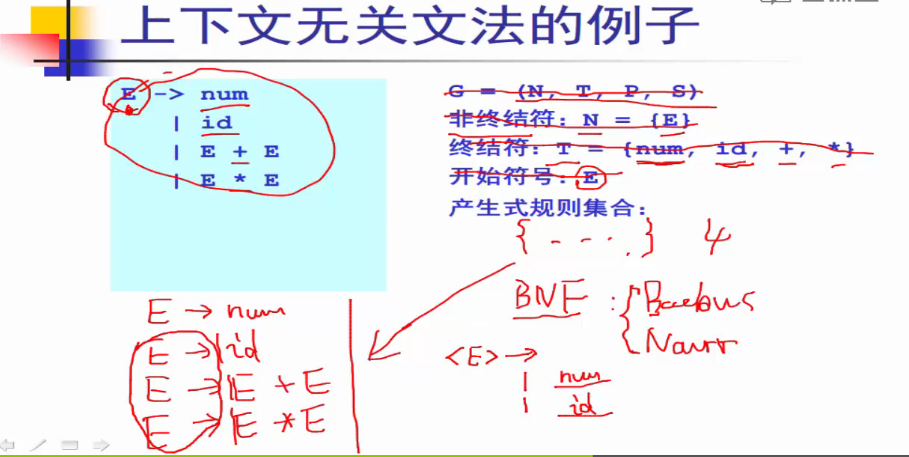 上下文无关文法的例子
E -> num
| id
| E + E
| E * E
G = (N, T, P, S)
非终结符: N = {E}
终结符: T = {num, id, +, *}
开始符号: E
产生式规则集合:
{ - - - . } 4
BNF : { Backus
Naur
<E> →
| num
| id
E → num
E → id
E → E + E
E → E * E